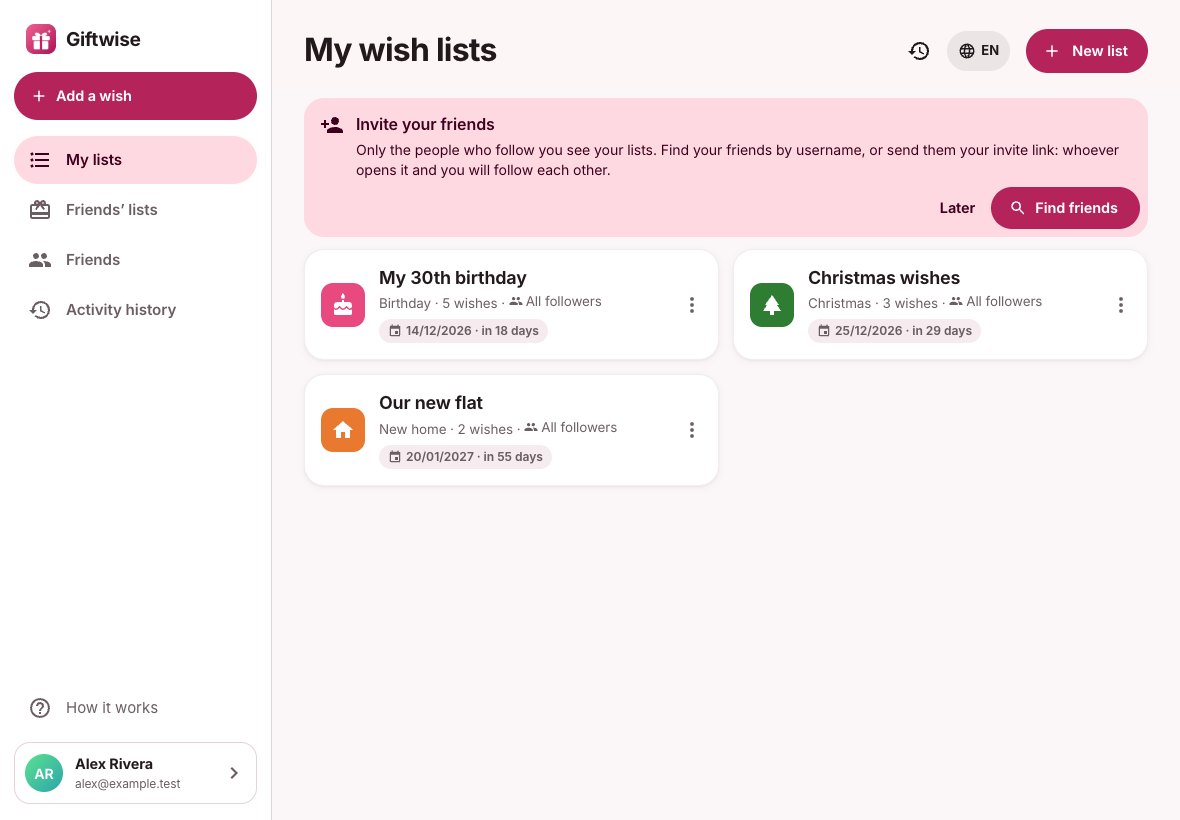 Giftwise
Add a wish
My lists
Friends’ lists
Friends
Activity history
How it works
AR
Alex Rivera
alex@example.test
My wish lists
EN
New list
Invite your friends
Only the people who follow you see your lists. Find your friends by username, or send them your invite link: whoever
opens it and you will follow each other.
Later
Find friends
My 30th birthday
Birthday · 5 wishes · All followers
14/12/2026 · in 18 days
Christmas wishes
Christmas · 3 wishes · All followers
25/12/2026 · in 29 days
Our new flat
New home · 2 wishes · All followers
20/01/2027 · in 55 days